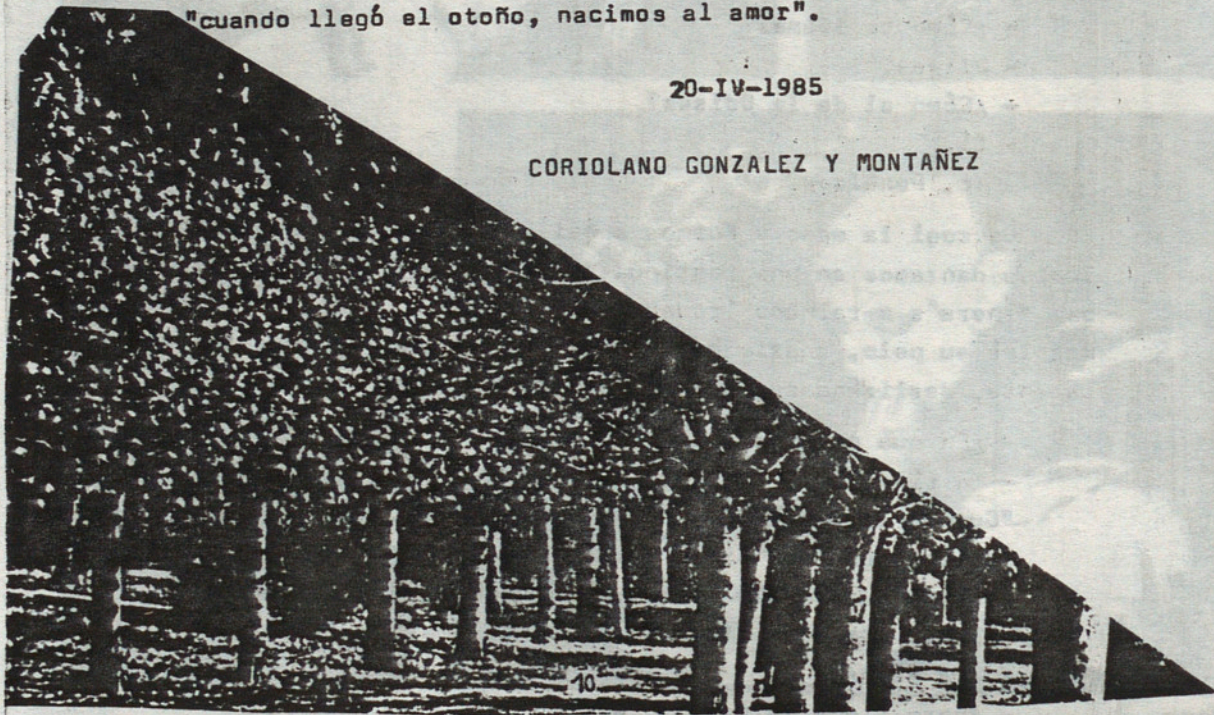 "cuando llegó el otoño, nacimos al amor".
20-IV-1985
CORIOLANO GONZALEZ Y MONTAÑEZ
10